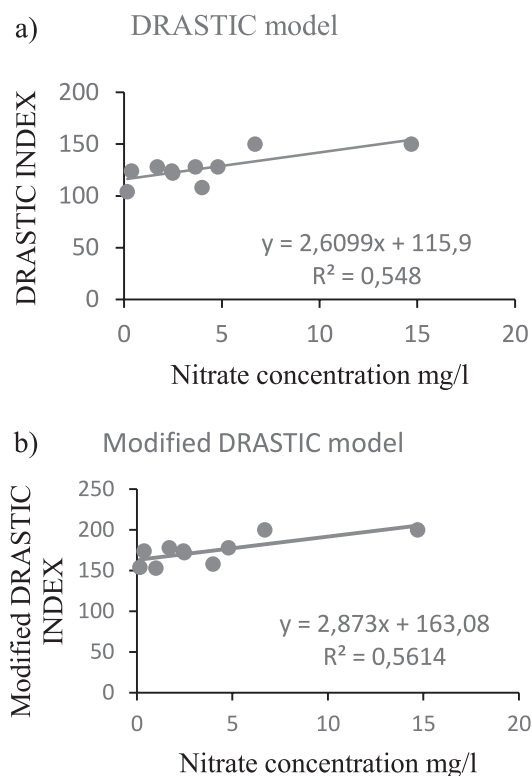 a)
DRASTIC model
DRASTIC INDEX
200
150
100
50
0
y = 2,6099x + 115,9
R² = 0,548
0 5 10 15 20
Nitrate concentration mg/l
b)
Modified DRASTIC model
Modified DRASTIC
INDEX
250
200
150
100
50
0
y = 2,873x + 163,08
R² = 0,5614
0 5 10 15 20
Nitrate concentration mg/l